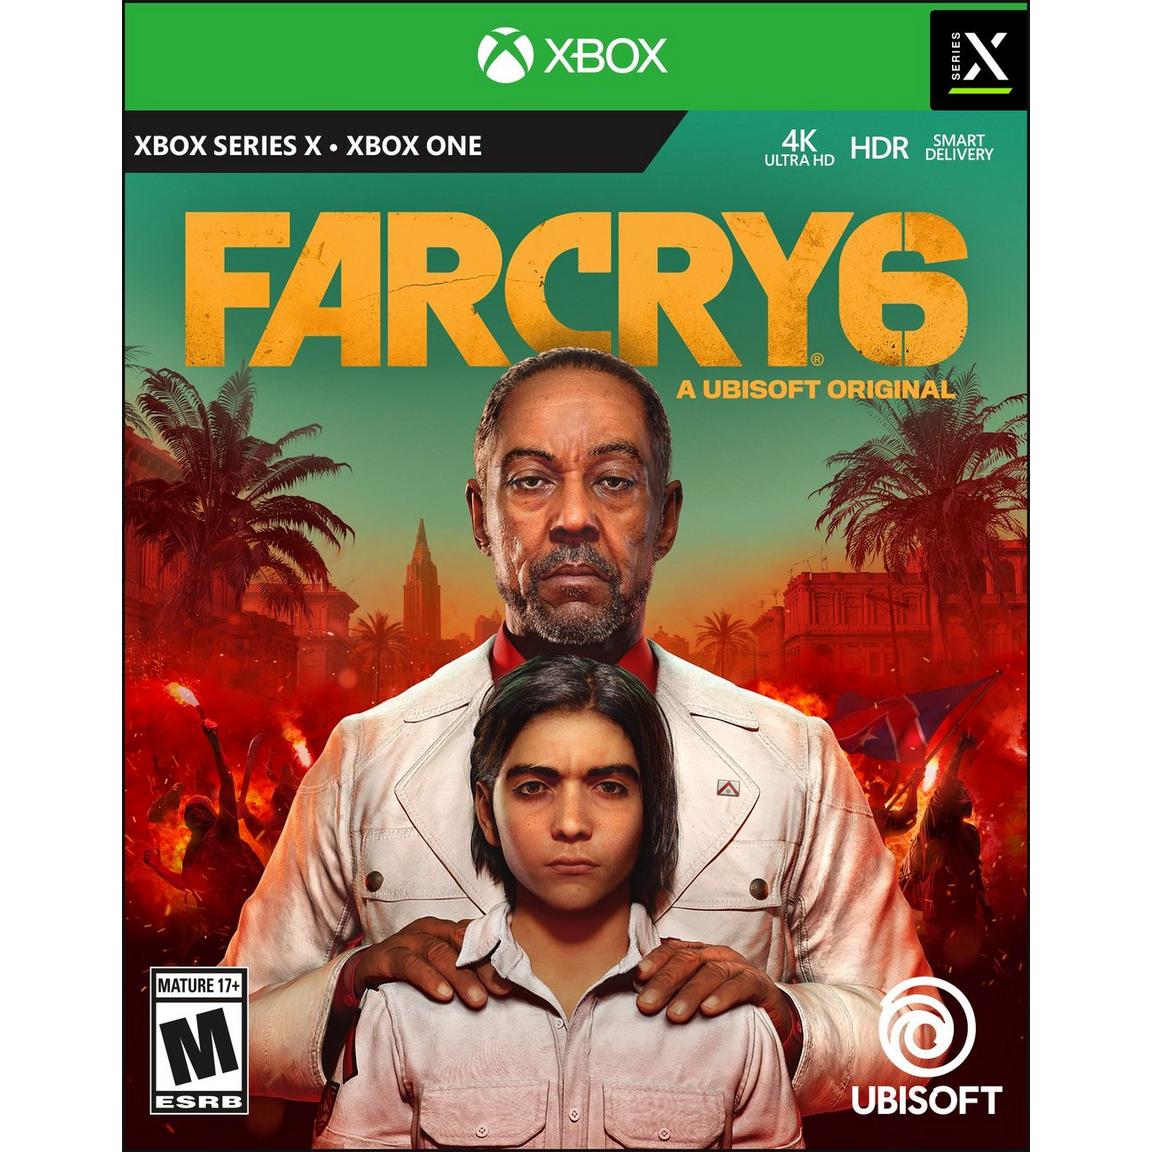 XBOX
SERIES X
XBOX SERIES X • XBOX ONE
4K
ULTRA HD
HDR
SMART
DELIVERY
FARCRY6®
A UBISOFT ORIGINAL
MATURE 17+
M
ESRB
UBISOFT